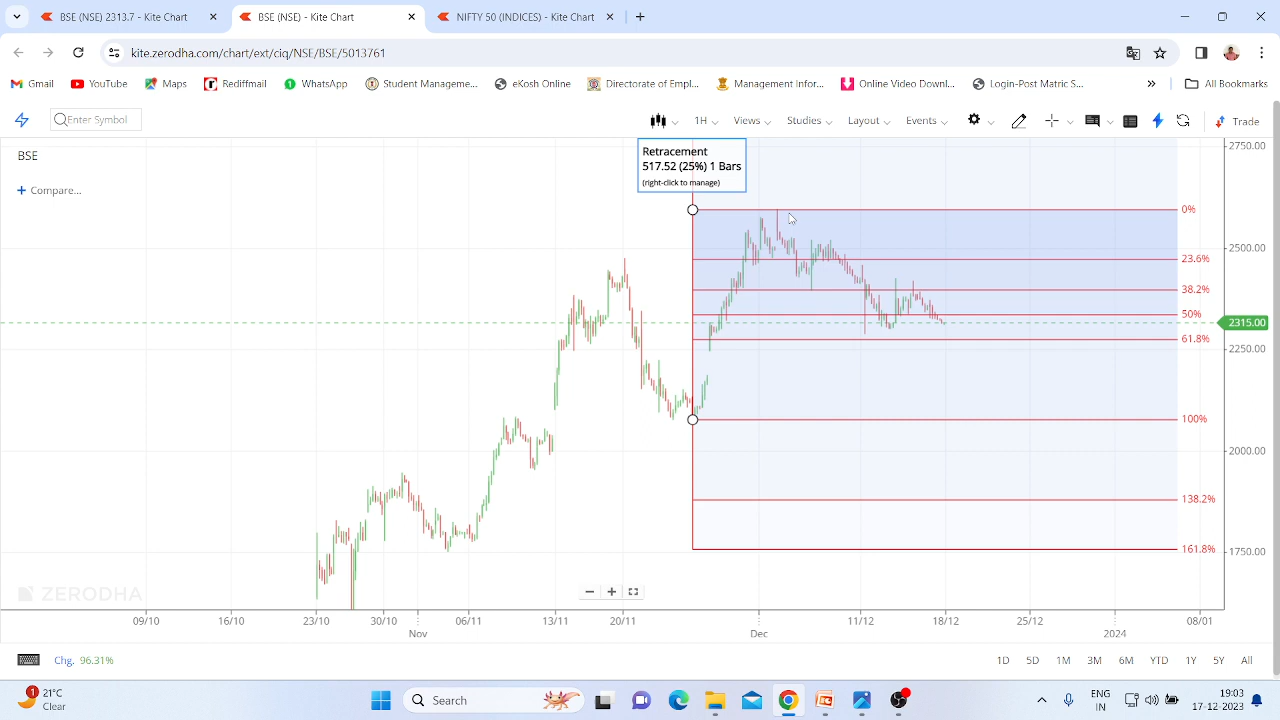 BSE (NSE) 2313.7 - Chart
BSE (NSE) - Kite Chart
NIFTY 50 (INDICES) - Kite Chart
kite.zerodha.com/chart/ext/ciq/NSE/BSE/5013761
Gmail YouTube Maps Rediffmail WhatsApp Student Manageme... eKosh Online Directorate of Empl... Management Infor... Online Video Down... Login-Post Matric S... » All Bookmarks
Enter Symbol 1H Views Studies Layout Events Trade
BSE
+ Compare...
Retracement
517.52 (25%) 1 Bars
(right-click to manage)
2750.00
0%
2500.00
23.6%
38.2%
50%
2315.00
61.8%
2250.00
100%
2000.00
138.2%
161.8%
1750.00
ZERODHA
09/10 16/10 23/10 30/10 06/11 13/11 20/11 11/12 18/12 25/12 08/01
Nov Dec 2024
Chg. 96.31% 1D 5D 1M 3M 6M YTD 1Y 5Y All
1
21°C
Clear
Search
ENG
IN
19:03
17-12-2023